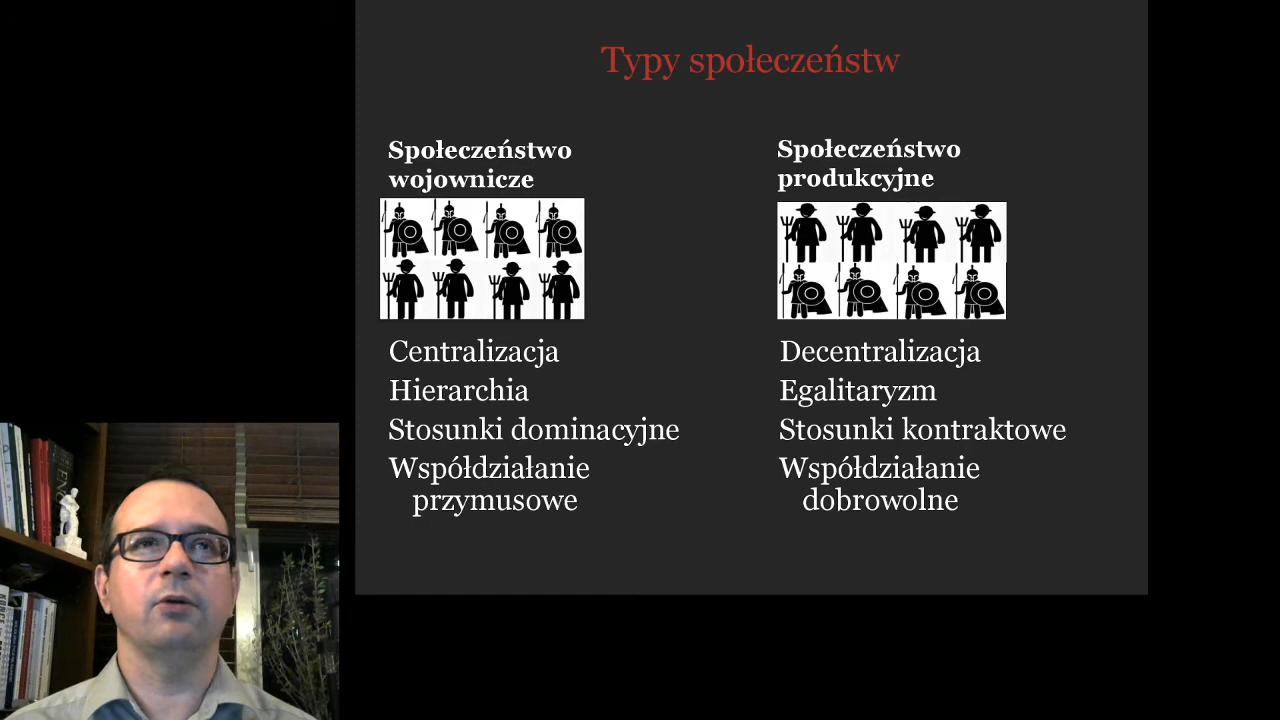 Typy społeczeństw
Społeczeństwo
wojownicze
Centralizacja
Hierarchia
Stosunki dominacyjne
Współdziałanie
przymusowe
Społeczeństwo
produkcyjne
Decentralizacja
Egalitaryzm
Stosunki kontraktowe
Współdziałanie
dobrowolne